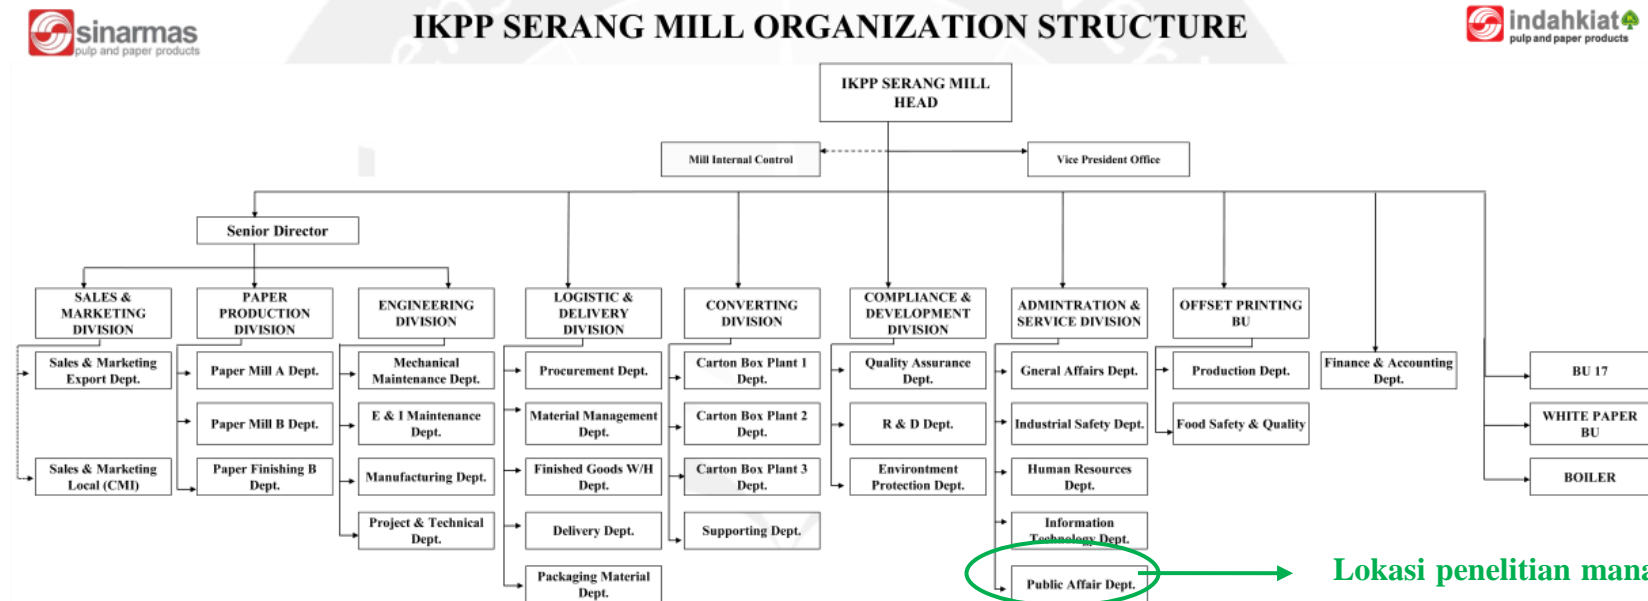 sinarmas
pulp and paper products
IKPP SERANG MILL ORGANIZATION STRUCTURE
indahkiat
pulp and paper products
IKPP SERANG MILL
HEAD
Mill Internal Control
Vice President Office
Senior Director
SALES &
MARKETING
DIVISION
PAPER
PRODUCTION
DIVISION
ENGINEERING
DIVISION
LOGISTIC &
DELIVERY
DIVISION
CONVERTING
DIVISION
COMPLIANCE &
DEVELOPMENT
DIVISION
ADMINTRATION &
SERVICE DIVISION
OFFSET PRINTING
BU
Sales & Marketing
Export Dept.
Sales & Marketing
Local (CMI)
Paper Mill A Dept.
Paper Mill B Dept.
Paper Finishing B
Dept.
Mechanical
Maintenance Dept.
E & I Maintenance
Dept.
Manufacturing Dept.
Project & Technical
Dept.
Procurement Dept.
Material Management
Dept.
Finished Goods W/H
Dept.
Delivery Dept.
Packaging Material
Dept.
Carton Box Plant 1
Dept.
Carton Box Plant 2
Dept.
Carton Box Plant 3
Dept.
Supporting Dept.
Quality Assurance
Dept.
R & D Dept.
Environtment
Protection Dept.
Gneral Affairs Dept.
Industrial Safety Dept.
Human Resources
Dept.
Information
Technology Dept.
Public Affair Dept.
Production Dept.
Food Safety & Quality
Finance & Accounting
Dept.
BU 17
WHITE PAPER
BU
BOILER
Lokasi penelitian mana